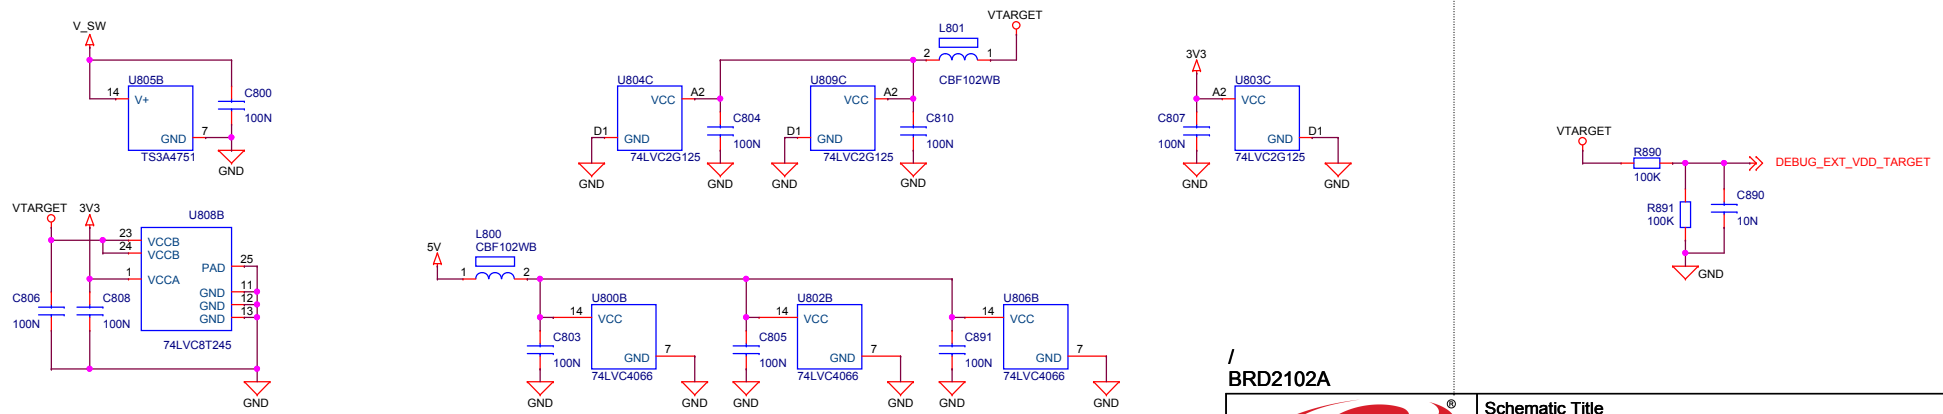 V_SW
U805B
14
V+
GND
7
TS3A4751
C800
100N
GND
VTARGET
3V3
U808B
23
VCCB
24
VCCB
1
VCCA
PAD
25
GND
11
GND
12
GND
13
C806
100N
C808
100N
74LVC8T245
GND
VTARGET
L801
2
1
CBF102WB
U804C
VCC
A2
D1
GND
C804
100N
74LVC2G125
GND
GND
U809C
VCC
A2
D1
GND
C810
100N
74LVC2G125
GND
GND
3V3
U803C
A2
VCC
C807
100N
GND
D1
74LVC2G125
GND
GND
5V
L800
CBF102WB
1
2
U800B
14
VCC
C803
100N
GND
7
74LVC4066
GND
GND
U802B
14
VCC
C805
100N
GND
7
74LVC4066
GND
GND
U806B
14
VCC
C891
100N
GND
7
74LVC4066
GND
GND
VTARGET
R890
100K
DEBUG_EXT_VDD_TARGET
R891
100K
C890
10N
GND
/
BRD2102A
®
Schematic Title